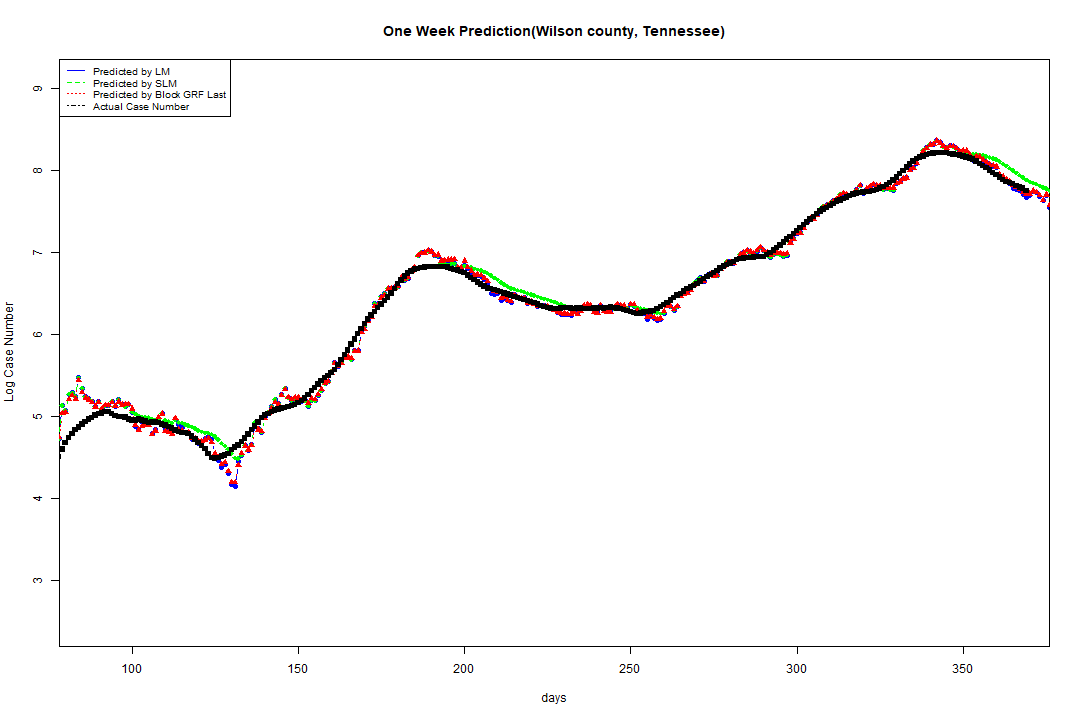 One Week Prediction(Wilson county, Tennessee)
Predicted by LM
Predicted by SLM
Predicted by Block GRF Last
Actual Case Number
9
8
7
6
5
4
3
Log Case Number
100 150 200 250 300 350
days